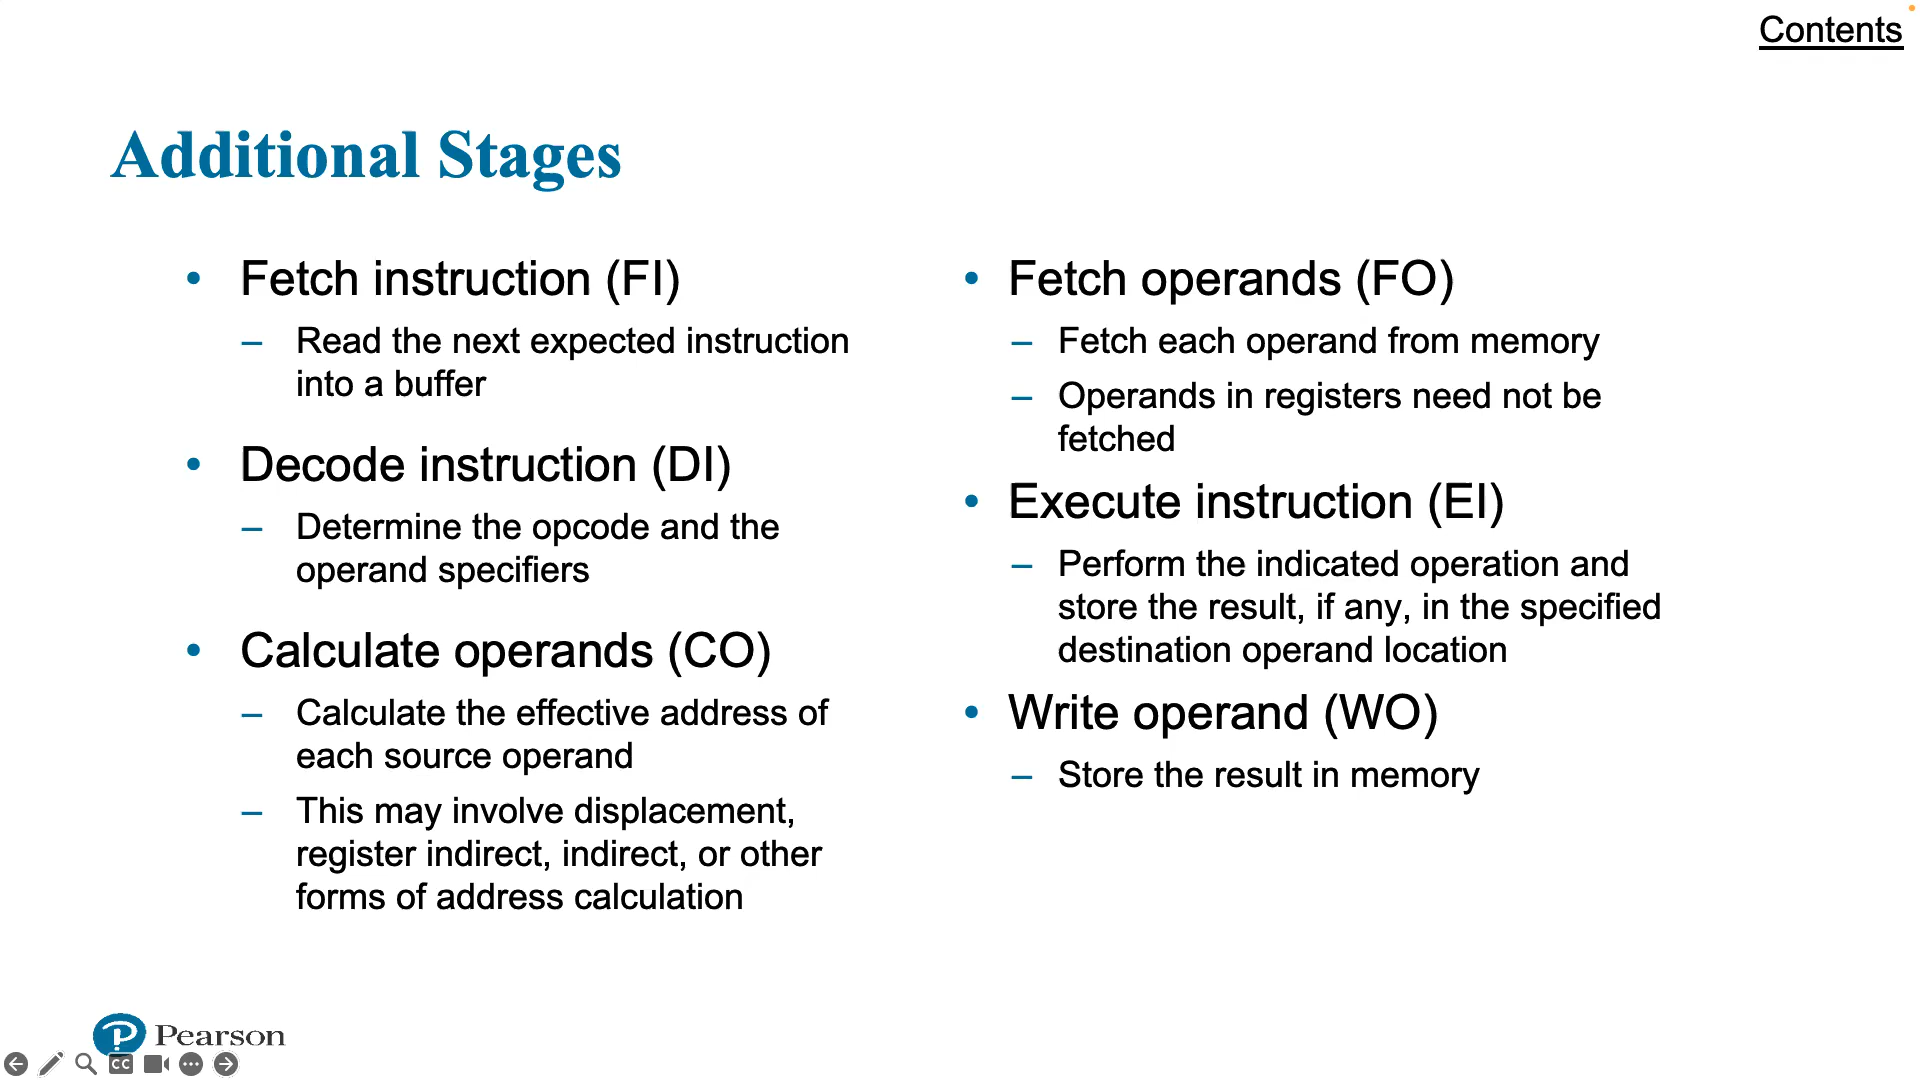 Contents
Additional Stages
• Fetch instruction (FI)
– Read the next expected instruction
into a buffer
• Decode instruction (DI)
– Determine the opcode and the
operand specifiers
• Calculate operands (CO)
– Calculate the effective address of
each source operand
– This may involve displacement,
register indirect, indirect, or other
forms of address calculation
• Fetch operands (FO)
– Fetch each operand from memory
– Operands in registers need not be
fetched
• Execute instruction (EI)
– Perform the indicated operation and
store the result, if any, in the specified
destination operand location
• Write operand (WO)
– Store the result in memory
P Pearson
CC